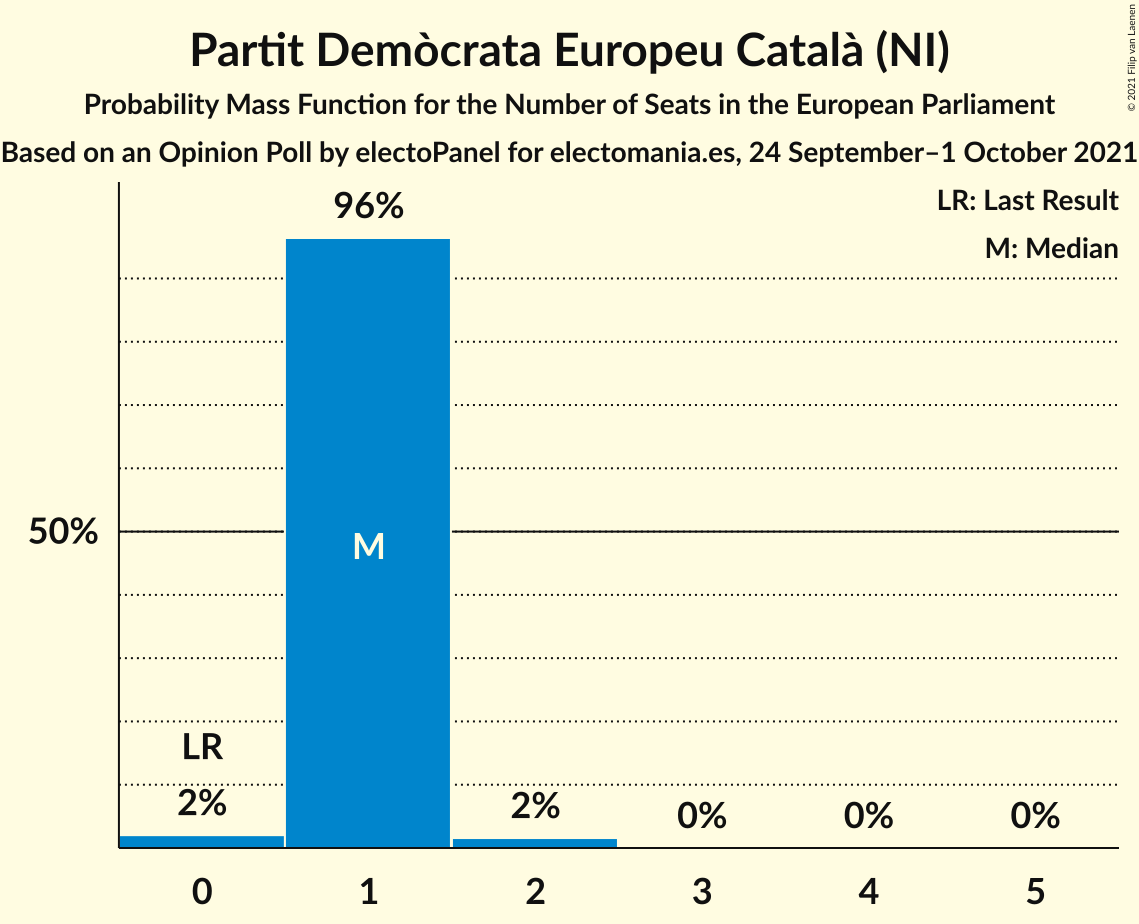 Partit Demòcrata Europeu Català (NI)
Probability Mass Function for the Number of Seats in the European Parliament
Based on an Opinion Poll by electoPanel for electomania.es, 24 September–1 October 2021
© 2021 Filip van Laenen
LR: Last Result
M: Median
96%
50%
M
LR
2%
2%
0%
0%
0%
0 1 2 3 4 5